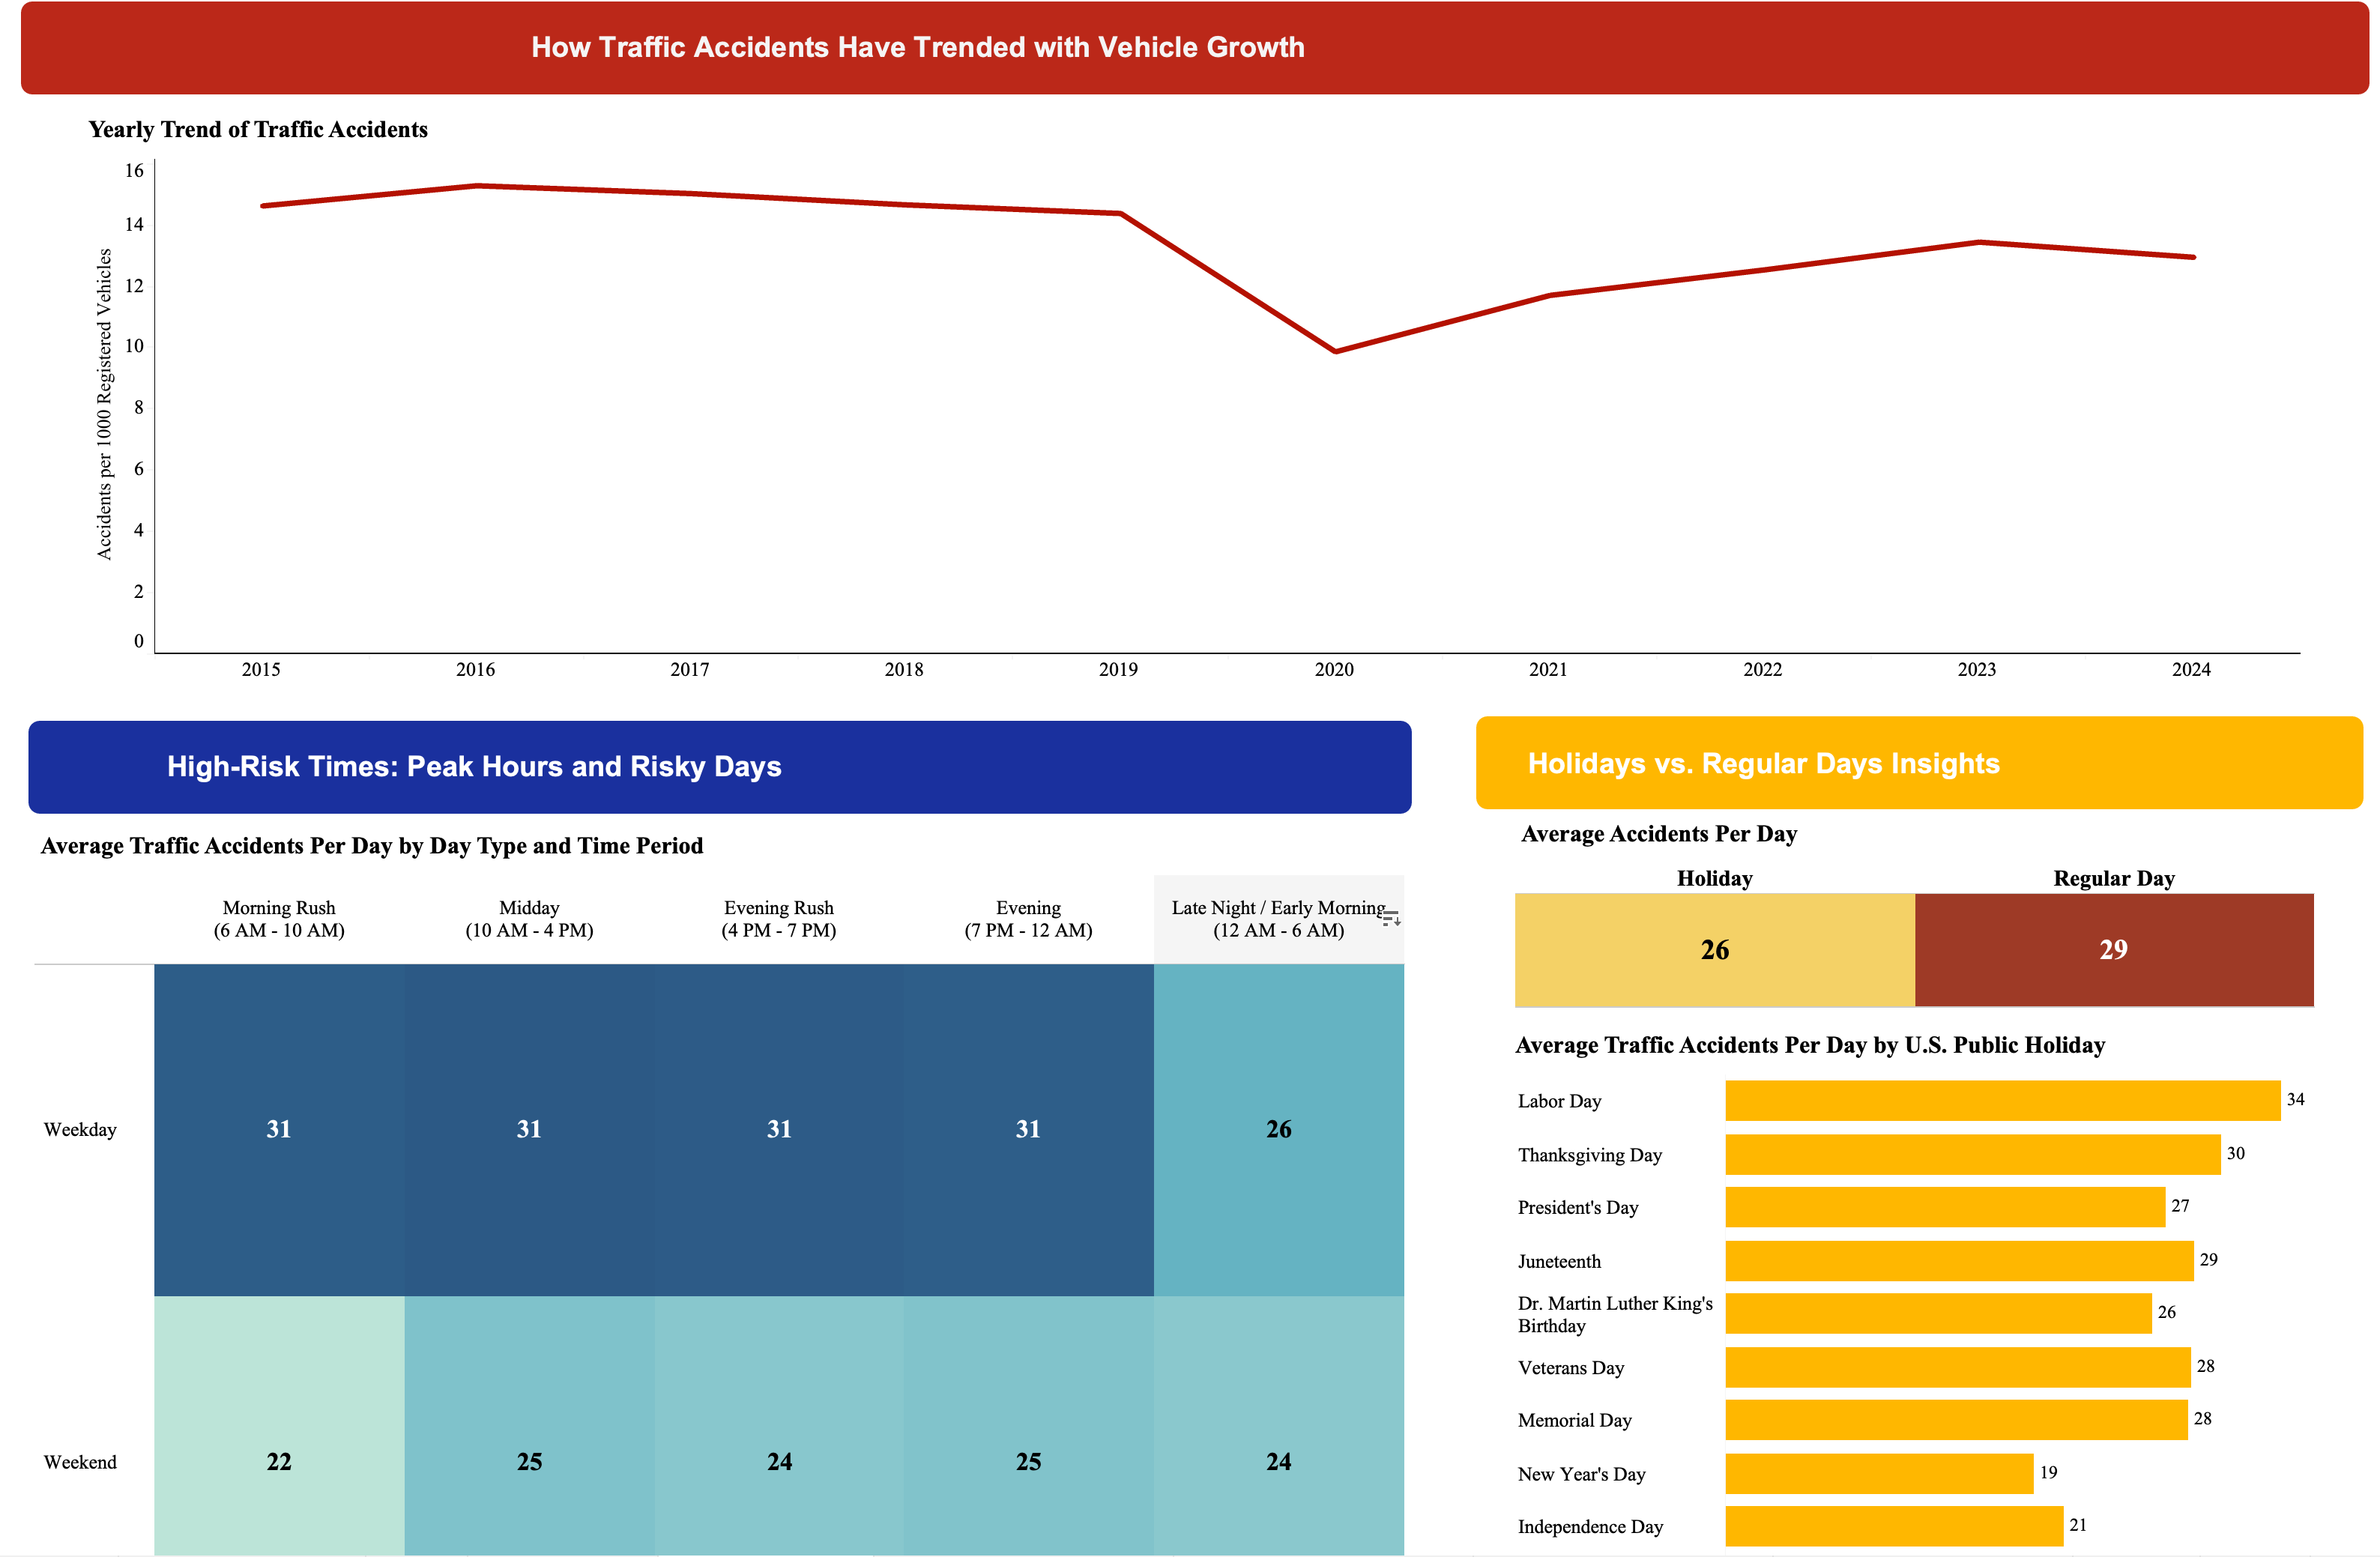 How Traffic Accidents Have Trended with Vehicle Growth
Yearly Trend of Traffic Accidents
Accidents per 1000 Registered Vehicles
16
14
12
10
8
6
4
2
0
2015 2016 2017 2018 2019 2020 2021 2022 2023 2024
High-Risk Times: Peak Hours and Risky Days
Average Traffic Accidents Per Day by Day Type and Time Period
Morning Rush
(6 AM - 10 AM)
Midday
(10 AM - 4 PM)
Evening Rush
(4 PM - 7 PM)
Evening
(7 PM - 12 AM)
Late Night / Early Morning
(12 AM - 6 AM)
Weekday 31 31 31 31 26
Weekend 22 25 24 25 24
Holidays vs. Regular Days Insights
Average Accidents Per Day
Holiday Regular Day
26 29
Average Traffic Accidents Per Day by U.S. Public Holiday
Labor Day 34
Thanksgiving Day 30
President's Day 27
Juneteenth 29
Dr. Martin Luther King's
Birthday 26
Veterans Day 28
Memorial Day 28
New Year's Day 19
Independence Day 21